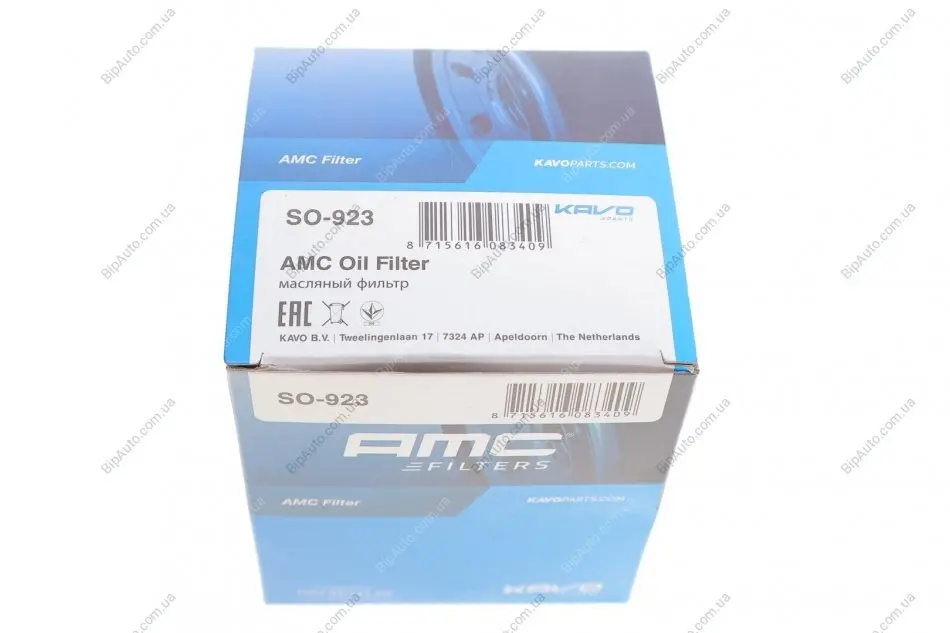 AMC Filter
KAVOPARTS.COM
SO-923
8 715616 083409
KAVO
PARTS
AMC Oil Filter
масляный фильтр
EAC
KAVO B.V. | Tweelingenlaan 17 | 7324 AP | Apeldoorn | The Netherlands
SO-923
8 715616 083409
AMC
FILTERS
AMC Filter
KAVOPARTS.COM
KAVO
BipAuto.com.ua